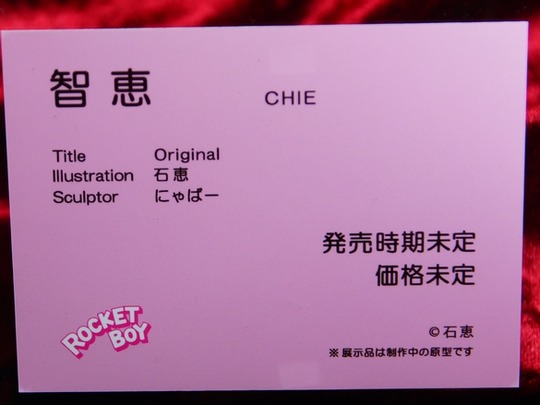 智恵 CHIE
Title Original
Illustration 石恵
Sculptor にゃばー
発売時期未定
価格未定
©石恵
※展示品は制作中の原型です
ROCKET
BOY